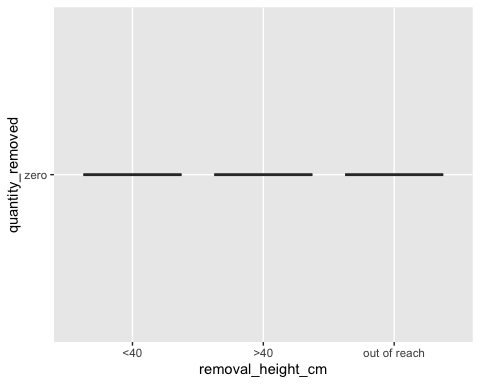 quantity_removed
zero
<40
>40
out of reach
removal_height_cm